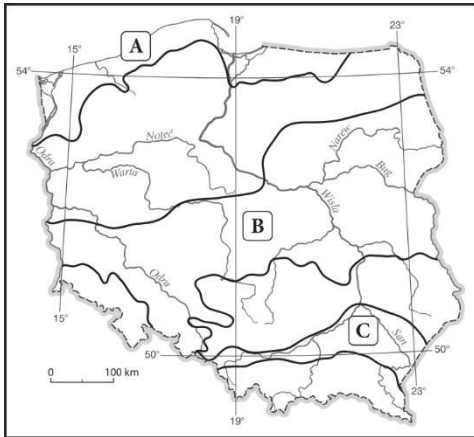 19°
23°
A
15°
54°
54°
Odra
Noteć
Warta
Narew
Bug
Wisła
B
Odra
15°
C
San
50°
50°
0
100 km
23°
19°